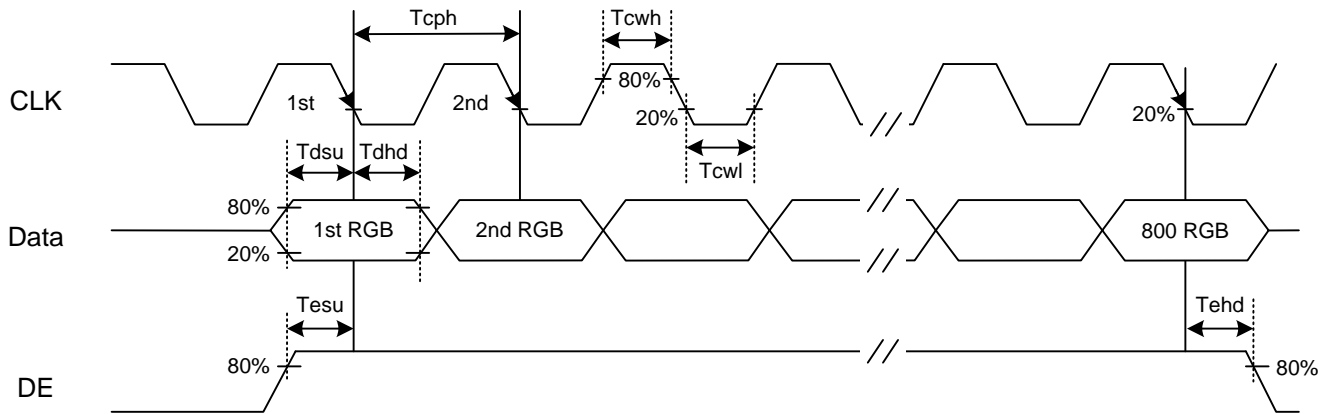 Tcph
Tcwh
CLK
1st
2nd
80%
20%
20%
Tcwl
Tdsu
Tdhd
Data
80%
20%
1st RGB
2nd RGB
800 RGB
Tesu
Tehd
80%
80%
DE